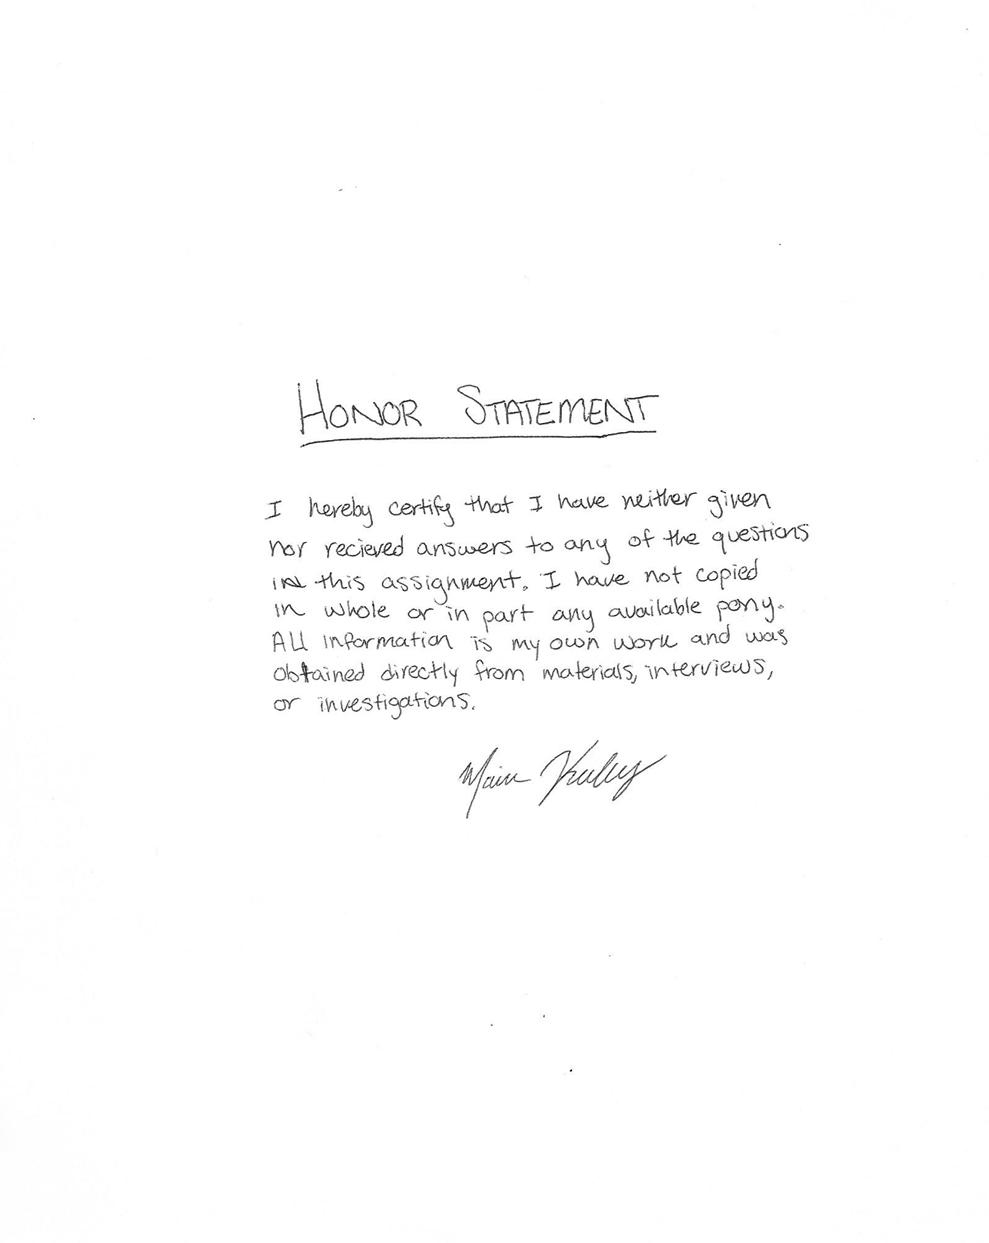 HONOR STATEMENT
I hereby certify that I have neither given
nor recieved answers to any of the questions
in this assignment. I have not copied
in whole or in part any available pony.
All information is my own work and was
obtained directly from materials, interviews,
or investigations.